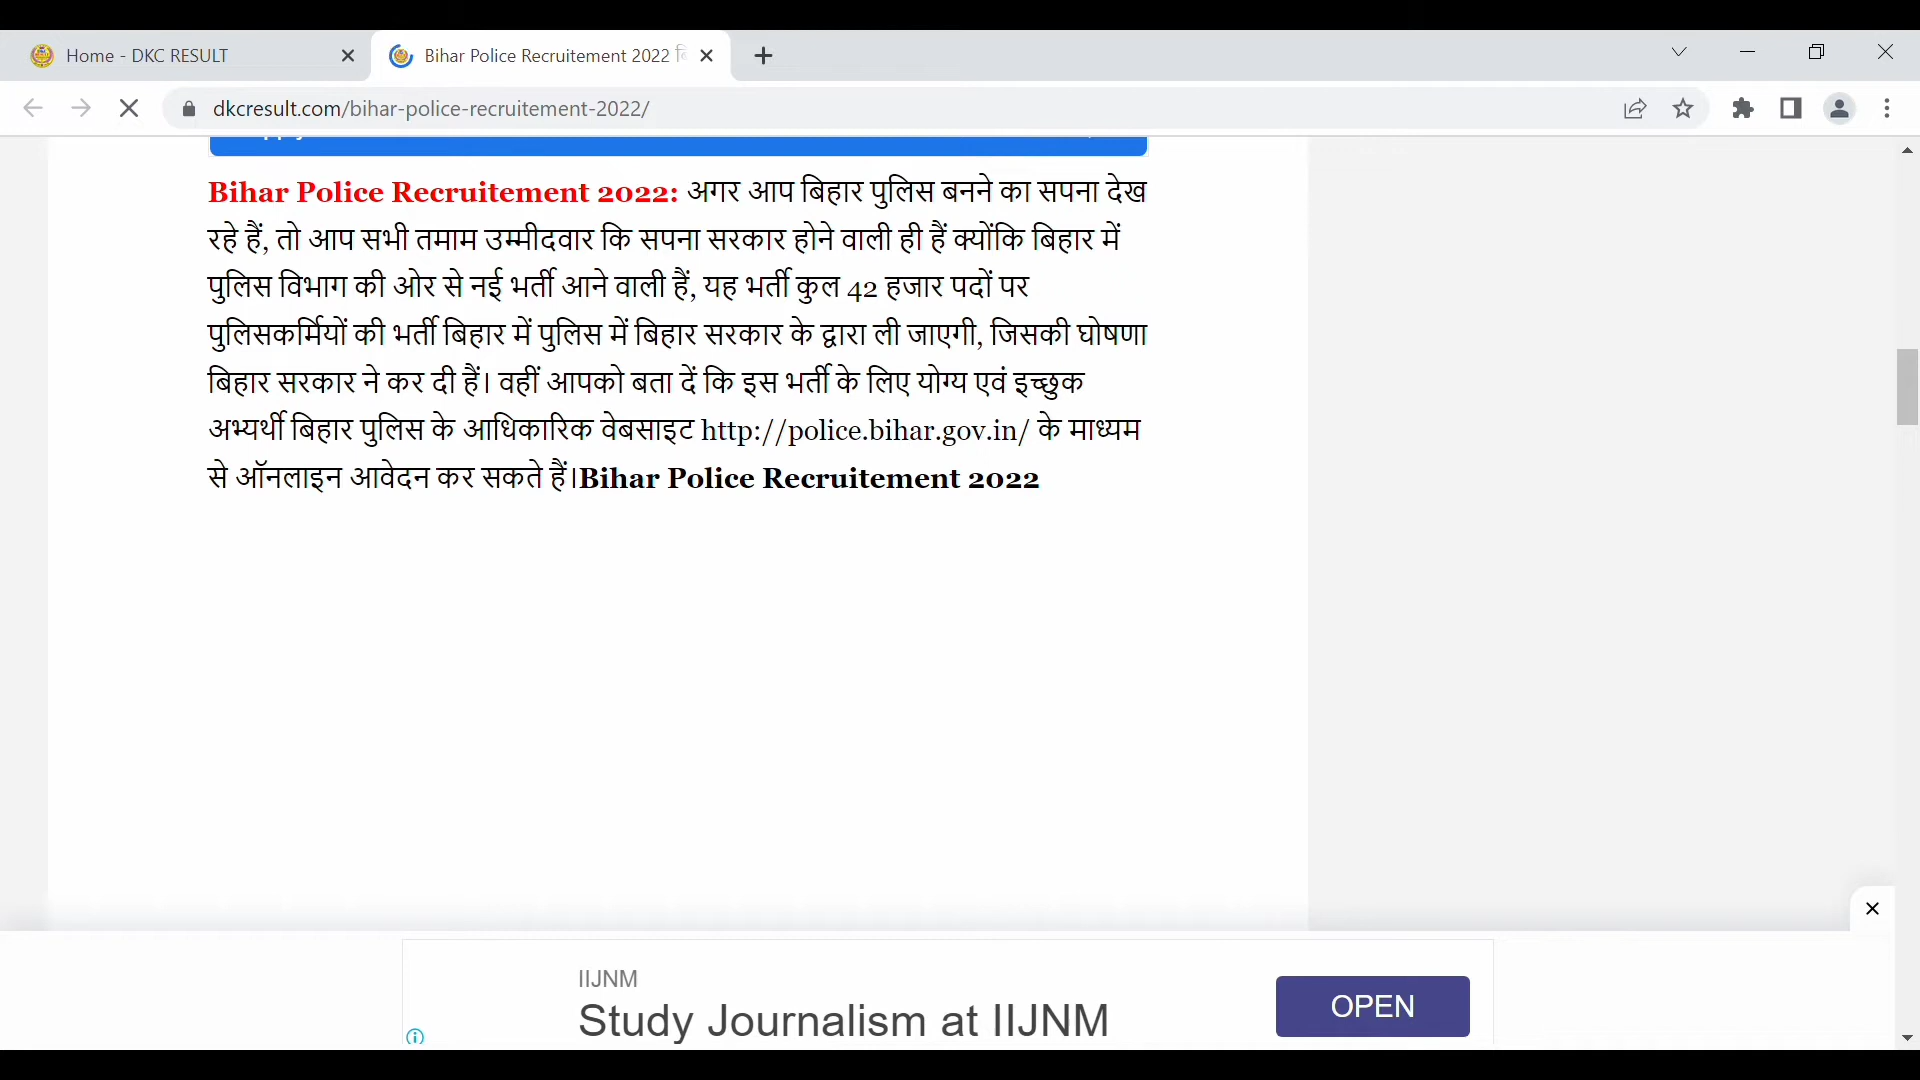 Home - DKC RESULT
Bihar Police Recruitement 2022
dkcresult.com/bihar-police-recruitement-2022/
Bihar Police Recruitement 2022: अगर आप बिहार पुलिस बनने का सपना देख
रहे हैं, तो आप सभी तमाम उम्मीदवार कि सपना सरकार होने वाली ही हैं क्योंकि बिहार में
पुलिस विभाग की ओर से नई भर्ती आने वाली हैं, यह भर्ती कुल 42 हजार पदों पर
पुलिसकर्मियों की भर्ती बिहार में पुलिस में बिहार सरकार के द्वारा ली जाएगी, जिसकी घोषणा
बिहार सरकार ने कर दी हैं। वहीं आपको बता दें कि इस भर्ती के लिए योग्य एवं इच्छुक
अभ्यर्थी बिहार पुलिस के आधिकारिक वेबसाइट http://police.bihar.gov.in/ के माध्यम
से ऑनलाइन आवेदन कर सकते हैं।Bihar Police Recruitement 2022
IIJNM
Study Journalism at IIJNM
OPEN